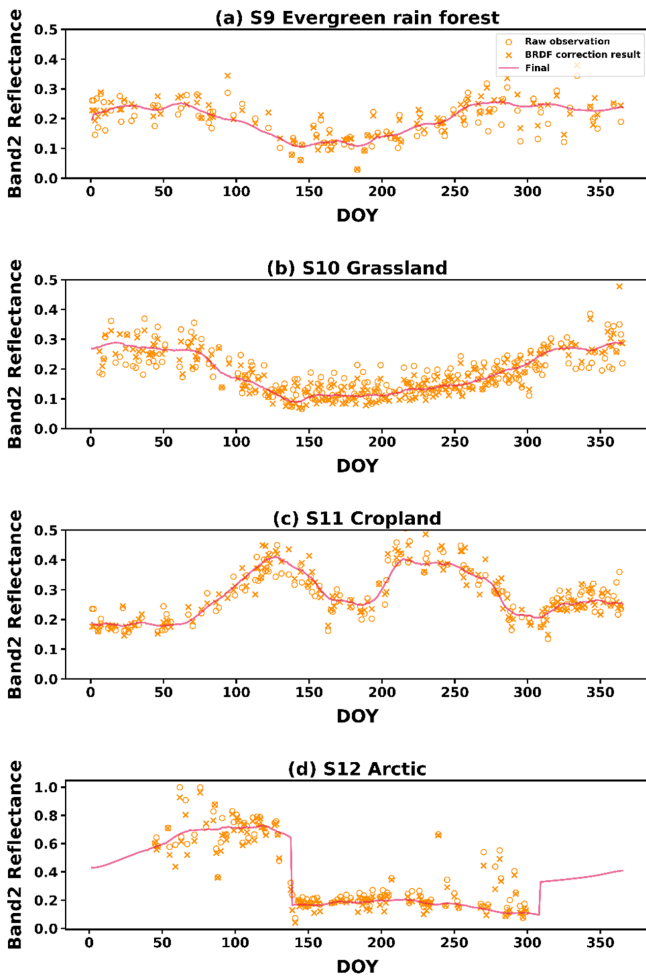 (a) S9 Evergreen rain forest
Raw observation
BRDF correction result
Final
Band2 Reflectance
0.5
0.4
0.3
0.2
0.1
0.0
0 50 100 150 200 250 300 350
DOY
(b) S10 Grassland
Band2 Reflectance
0.5
0.4
0.3
0.2
0.1
0.0
0 50 100 150 200 250 300 350
DOY
(c) S11 Cropland
Band2 Reflectance
0.5
0.4
0.3
0.2
0.1
0.0
0 50 100 150 200 250 300 350
DOY
(d) S12 Arctic
Band2 Reflectance
1.0
0.8
0.6
0.4
0.2
0.0
0 50 100 150 200 250 300 350
DOY